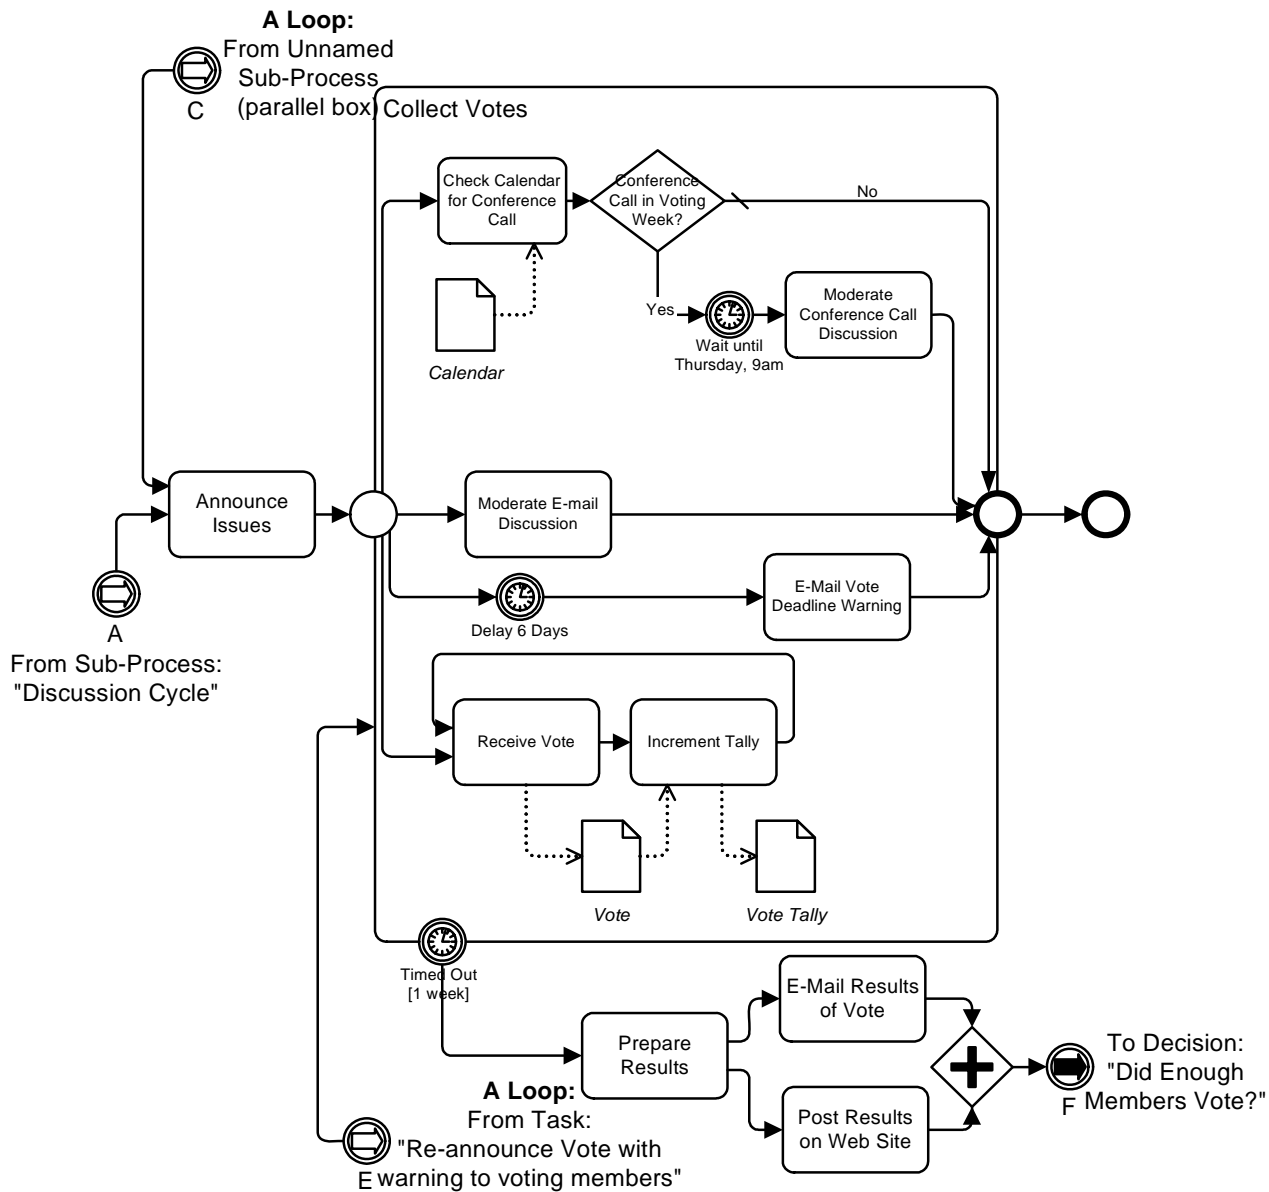 A Loop:
From Unnamed
Sub-Process
(parallel box)
C
Collect Votes
Check Calendar
for Conference
Call
Conference
Call in Voting
Week?
No
Yes
Calendar
Wait until
Thursday, 9am
Moderate
Conference Call
Discussion
Announce
Issues
Moderate E-mail
Discussion
A
From Sub-Process:
"Discussion Cycle"
Delay 6 Days
E-Mail Vote
Deadline Warning
Receive Vote
Increment Tally
Vote
Vote Tally
Timed Out
[1 week]
Prepare
Results
E-Mail Results
of Vote
Post Results
on Web Site
To Decision:
"Did Enough
Members Vote?"
F
A Loop:
From Task:
"Re-announce Vote with
warning to voting members"
E